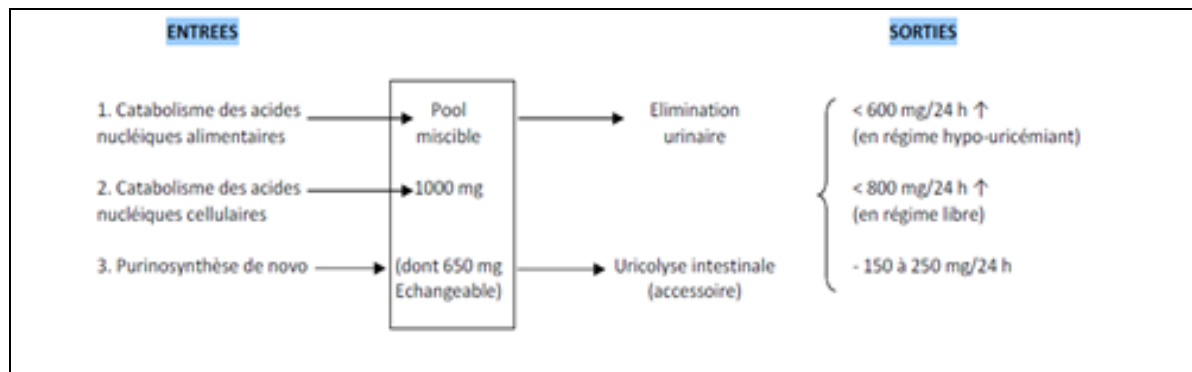 ENTREES
SORTIES
1. Catabolisme des acides
nucléiques alimentaires
Pool
miscible
Elimination
urinaire
< 600 mg/24 h ↑
(en régime hypo-uricémiant)
2. Catabolisme des acides
nucléiques cellulaires
1000 mg
< 800 mg/24 h ↑
(en régime libre)
3. Purinosynthèse de novo
(dont 650 mg
Echangeable)
Uricolyse intestinale
(accessoire)
- 150 à 250 mg/24 h